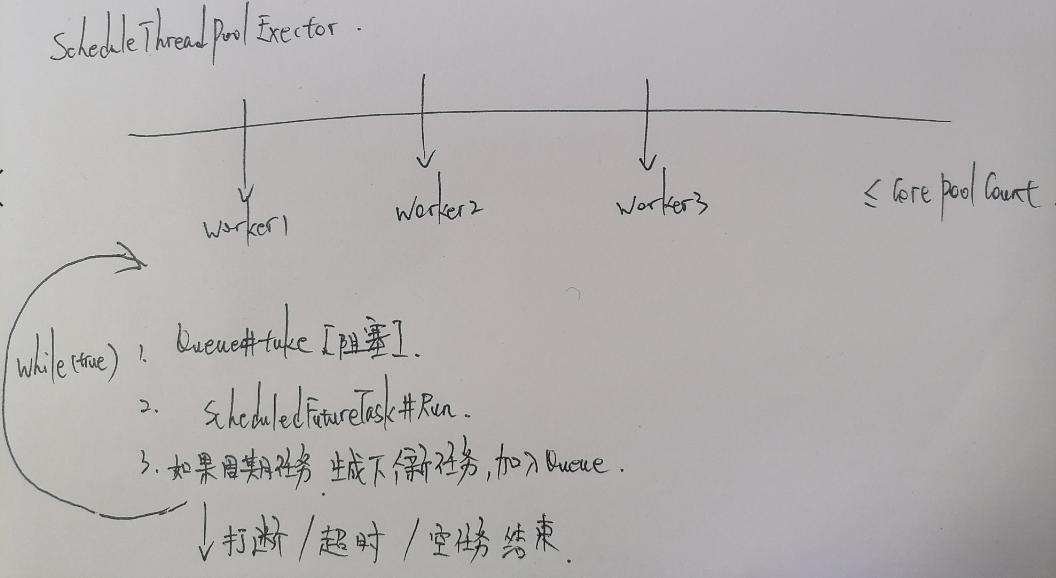 ScheduleThreadPoolExector.
worker1
worker2
worker3
≤ Core pool Count.
while(true)
1. Queue#take [阻塞].
2. ScheduledFutureTask#Run.
3. 如果周期任务, 生成下个新任务, 加入Queue.
打断 / 超时 / 空任务 结束.